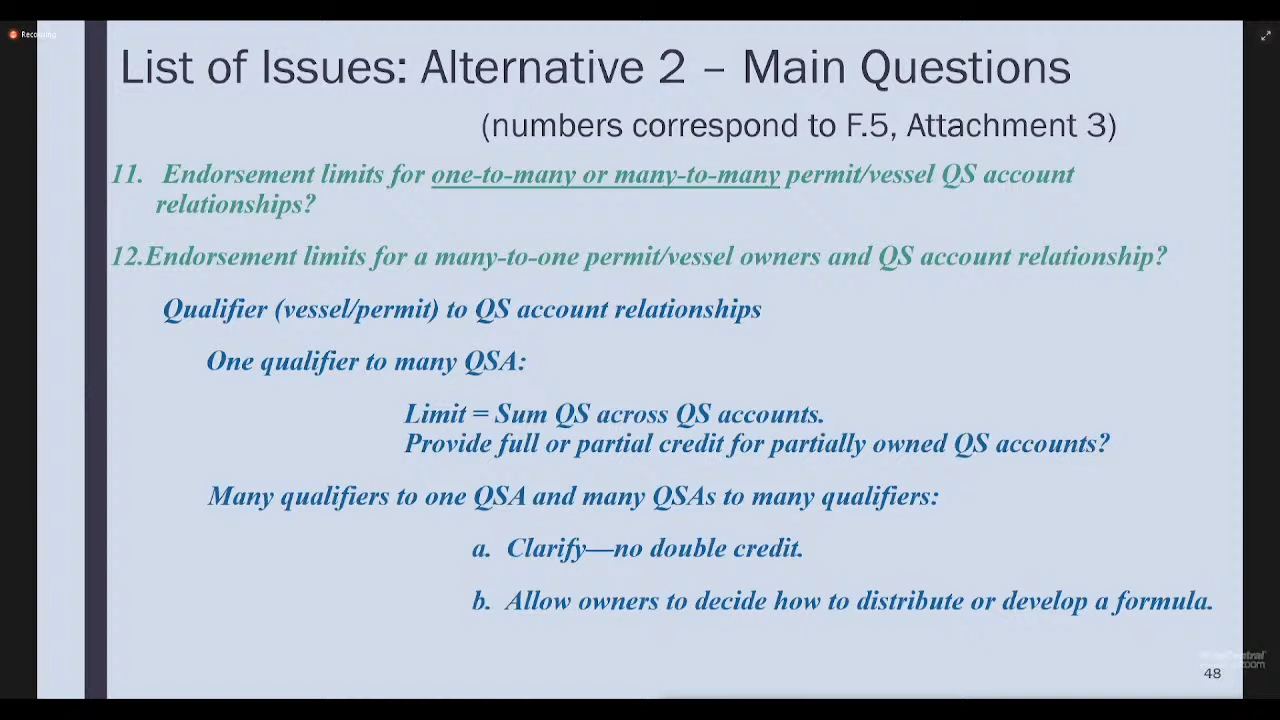 Recording
List of Issues: Alternative 2 – Main Questions
(numbers correspond to F.5, Attachment 3)
11. Endorsement limits for one-to-many or many-to-many permit/vessel QS account
relationships?
12.Endorsement limits for a many-to-one permit/vessel owners and QS account relationship?
Qualifier (vessel/permit) to QS account relationships
One qualifier to many QSA:
Limit = Sum QS across QS accounts.
Provide full or partial credit for partially owned QS accounts?
Many qualifiers to one QSA and many QSAs to many qualifiers:
a. Clarify—no double credit.
b. Allow owners to decide how to distribute or develop a formula.
zoom
48